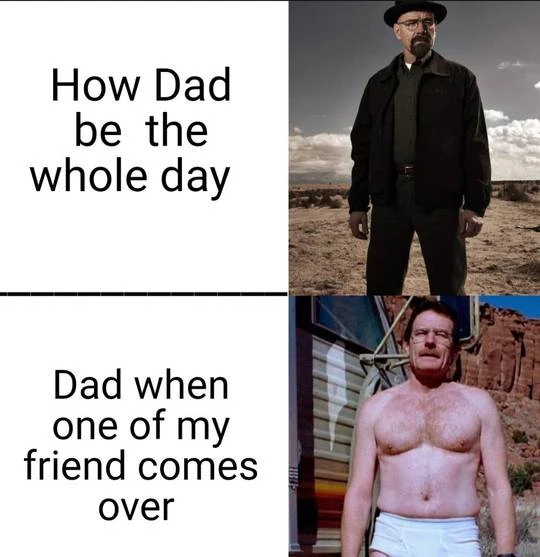 How Dad
be the
whole day
Dad when
one of my
friend comes
over